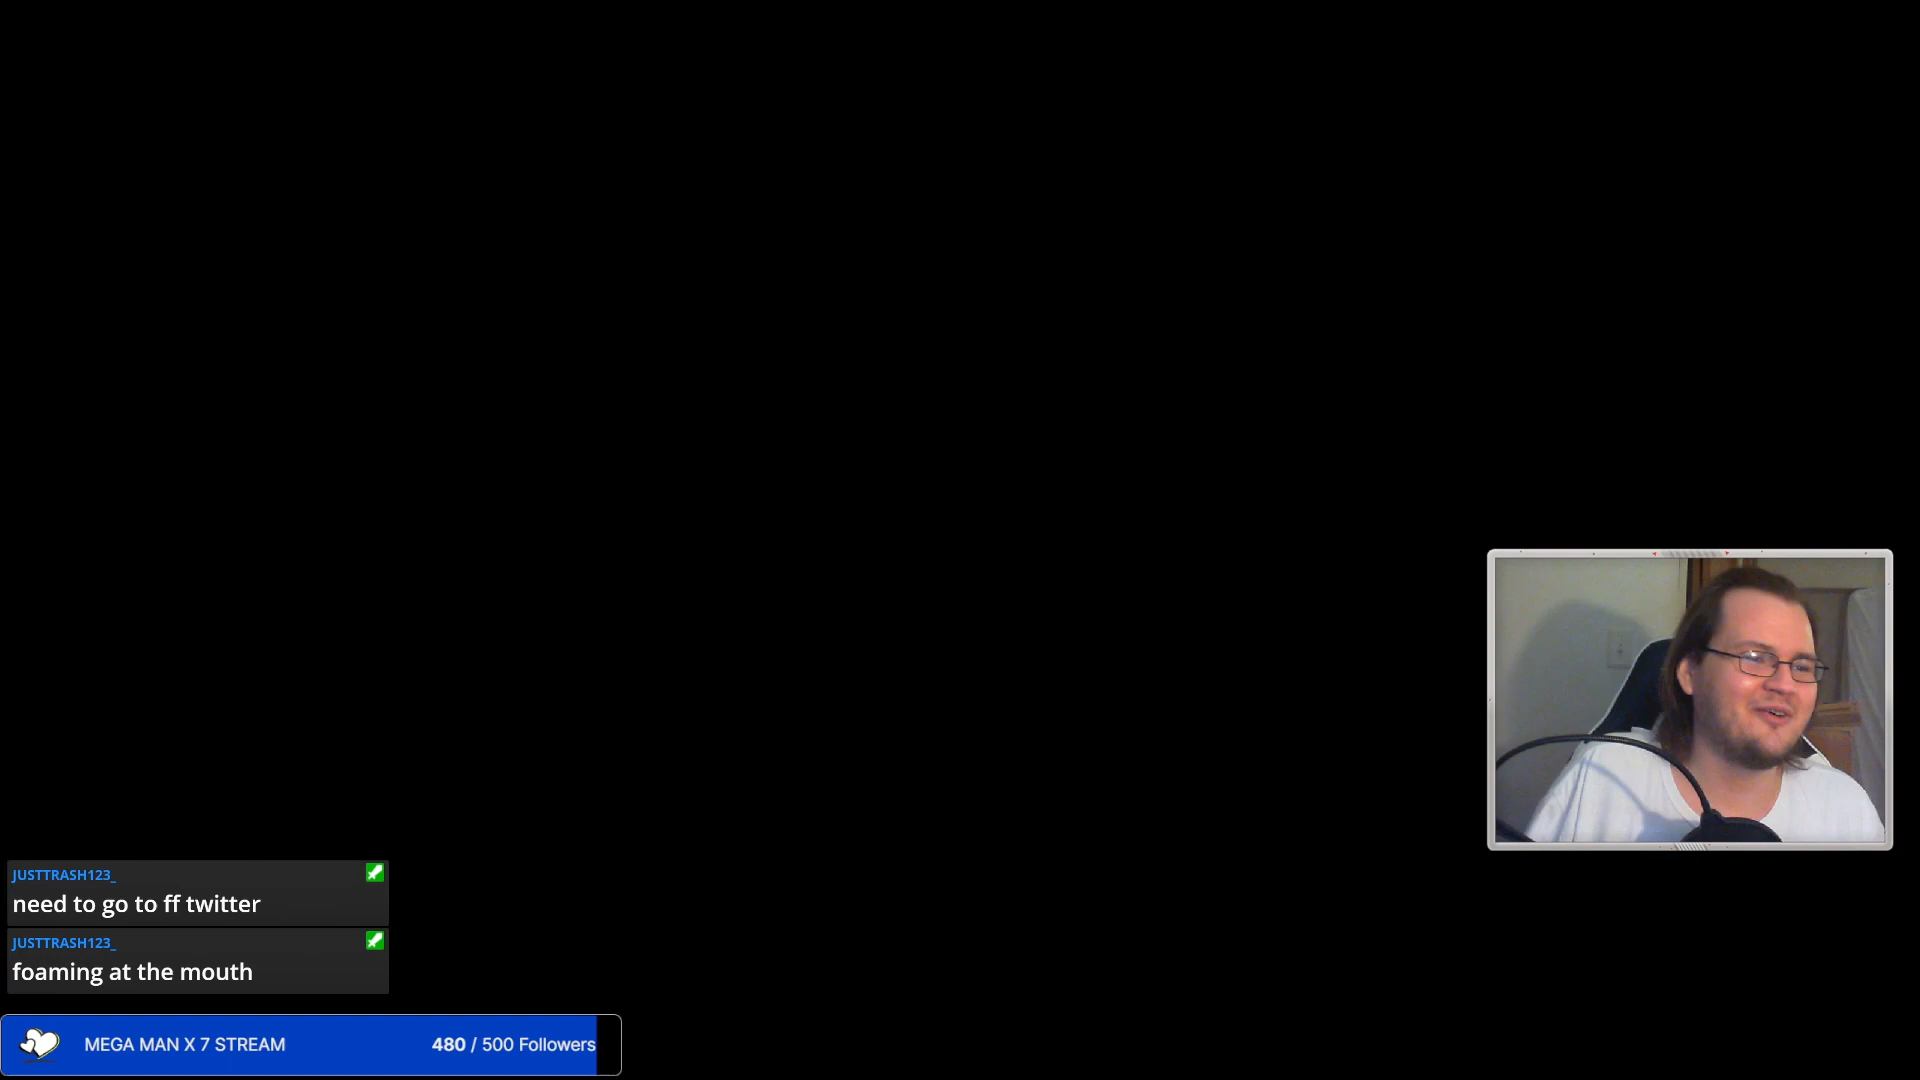 JUSTTRASH123_
need to go to ff twitter
JUSTTRASH123_
foaming at the mouth
MEGA MAN X 7 STREAM 480 / 500 Followers